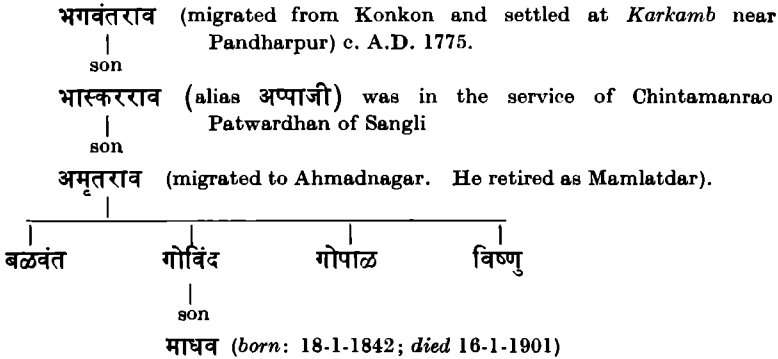 भगवंतराव (migrated from Konkon and settled at Karkamb near
Pandharpur) c. A.D. 1775.
son
भास्करराव (alias अप्पाजी) was in the service of Chintamanrao
Patwardhan of Sangli
son
अमृतराव (migrated to Ahmadnagar. He retired as Mamlatdar).
बळवंत गोविंद गोपाळ विष्णु
son
माधव (born: 18-1-1842; died 16-1-1901)